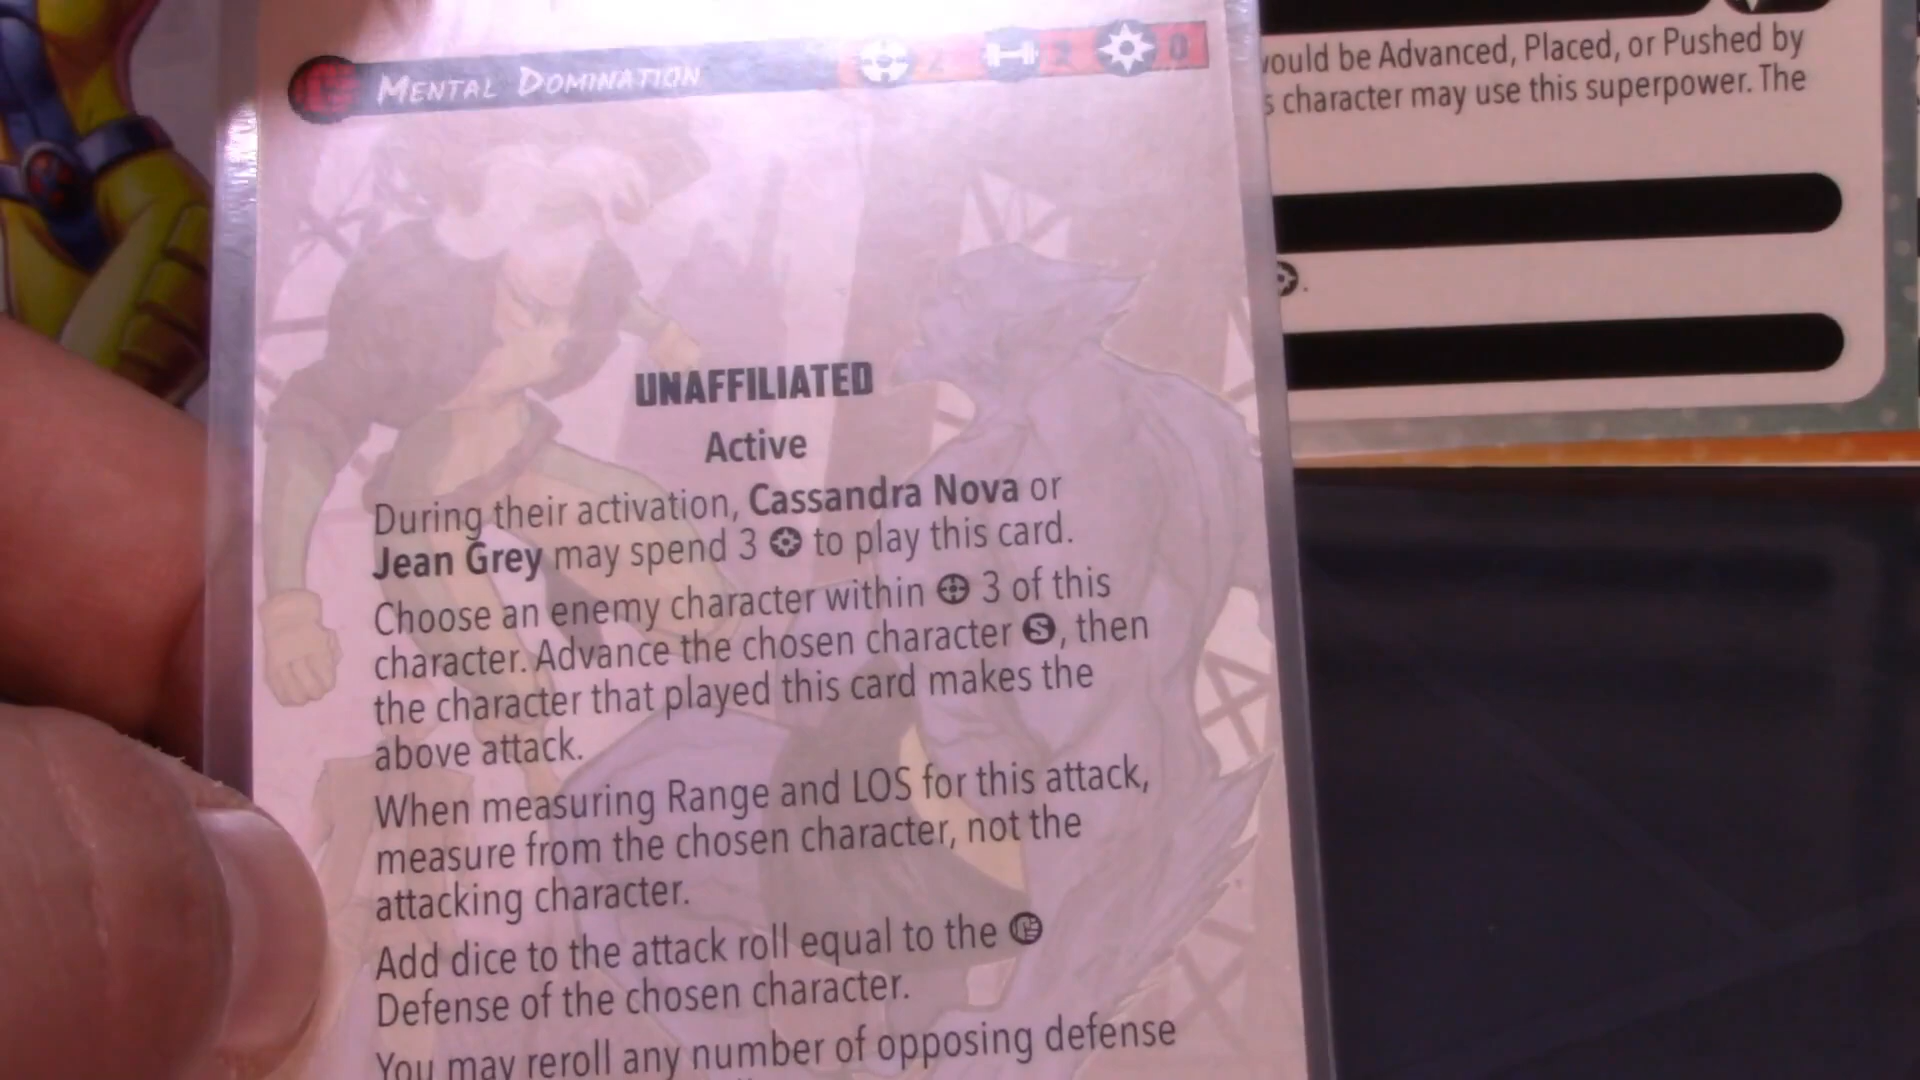 MENTAL DOMINATION 2 2 0
UNAFFILIATED
Active
During their activation, Cassandra Nova or
Jean Grey may spend 3 to play this card.
Choose an enemy character within 3 of this
character. Advance the chosen character S, then
the character that played this card makes the
above attack.
When measuring Range and LOS for this attack,
measure from the chosen character, not the
attacking character.
Add dice to the attack roll equal to the
Defense of the chosen character.
You may reroll any number of opposing defense
would be Advanced, Placed, or Pushed by
s character may use this superpower. The